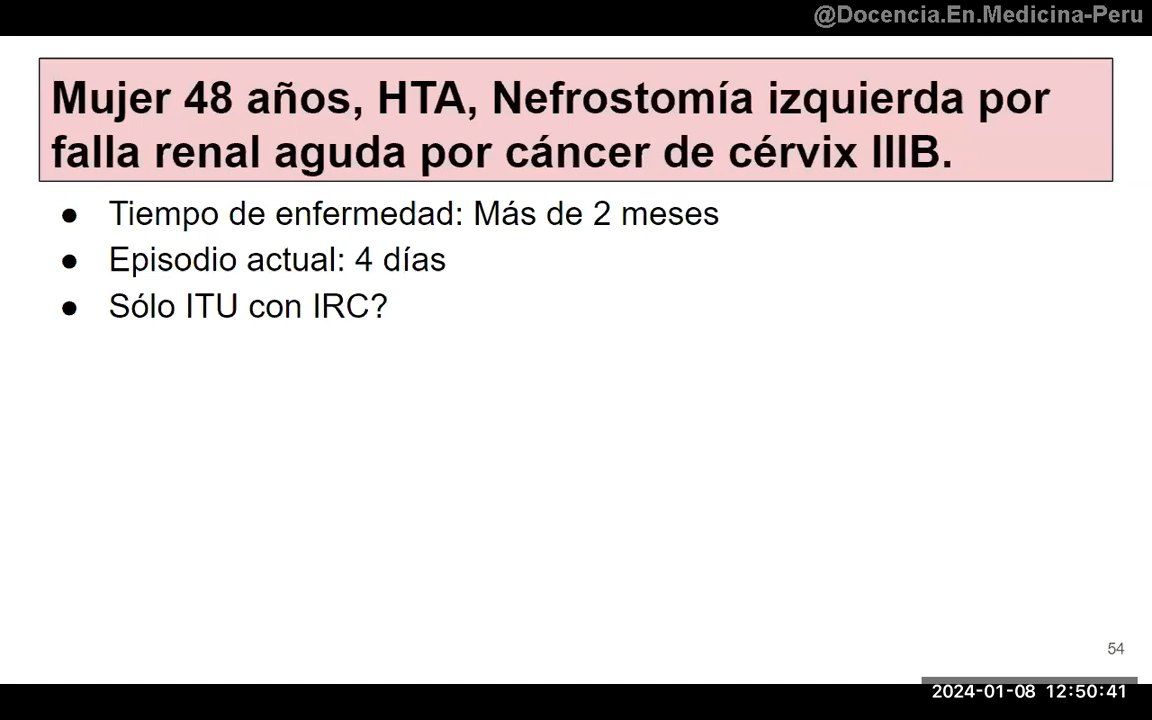 @Docencia.En.Medicina-Peru
Mujer 48 años, HTA, Nefrostomía izquierda por
falla renal aguda por cáncer de cérvix IIIB.
● Tiempo de enfermedad: Más de 2 meses
● Episodio actual: 4 días
● Sólo ITU con IRC?
54
2024-01-08 12:50:41